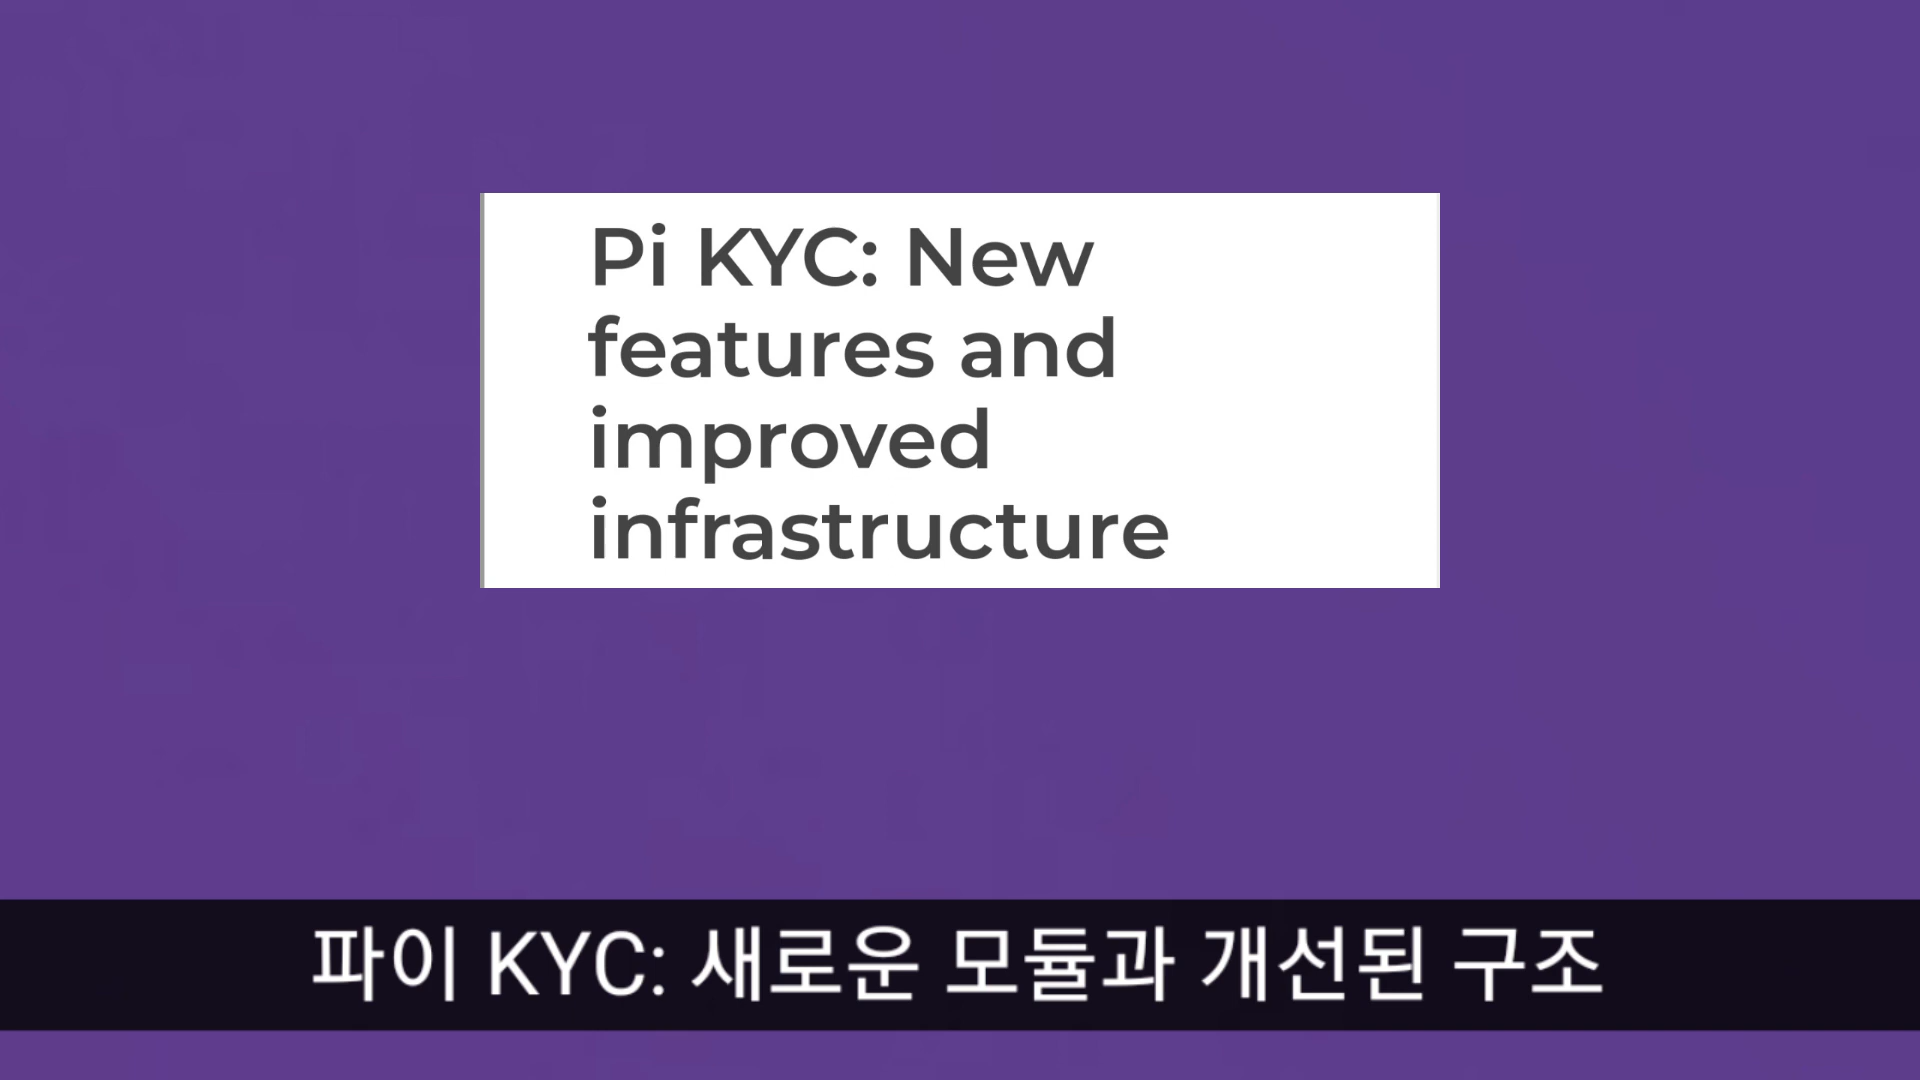 Pi KYC: New
features and
improved
infrastructure
파이 KYC: 새로운 모듈과 개선된 구조